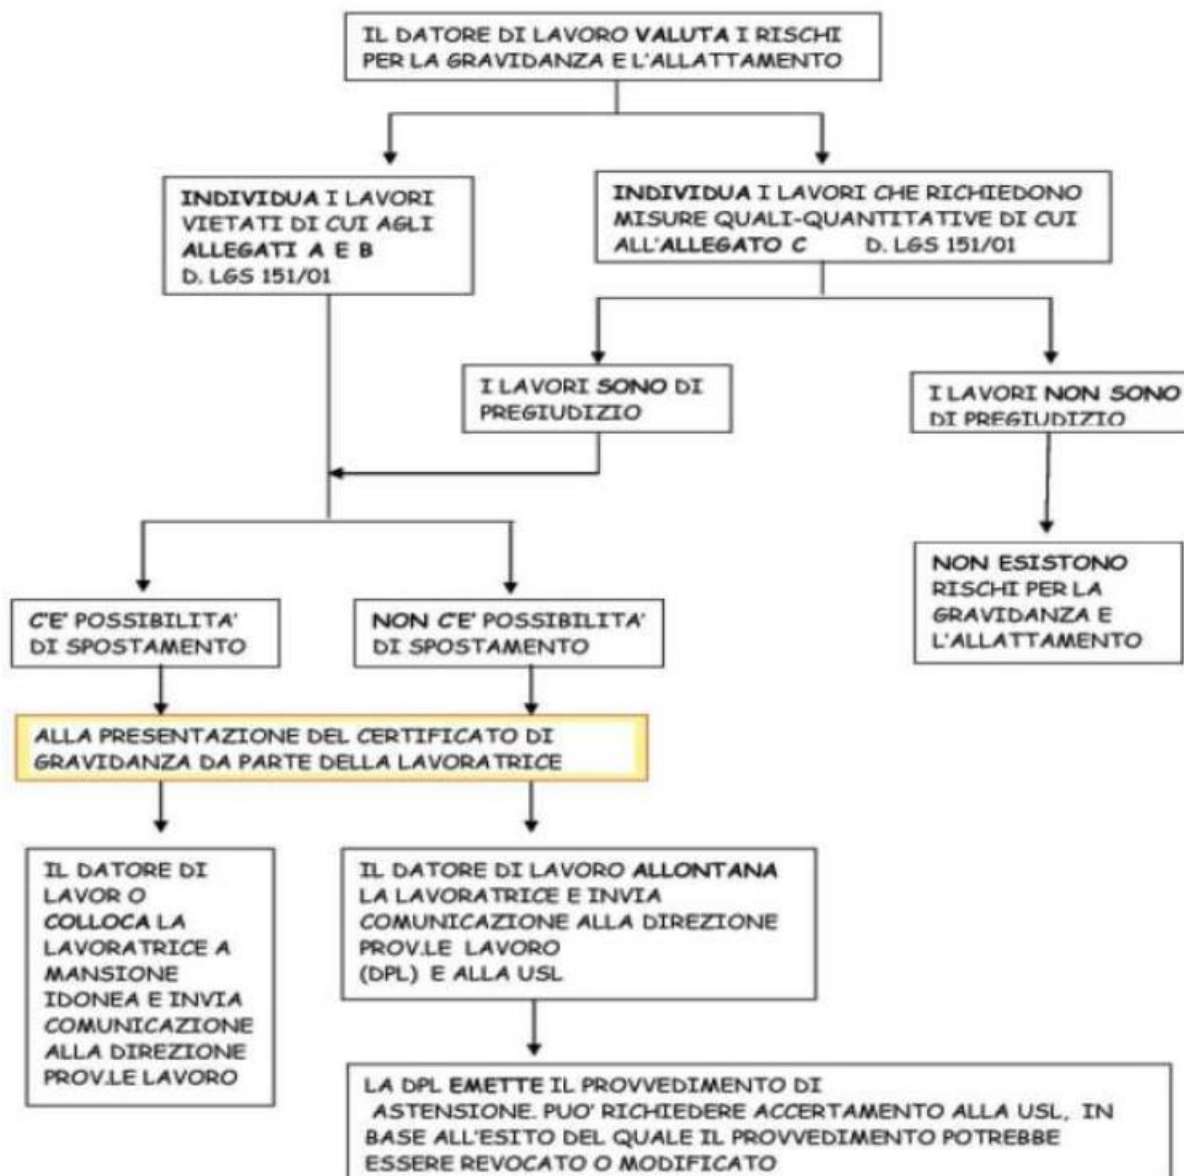 IL DATORE DI LAVORO VALUTA I RISCHI
PER LA GRAVIDANZA E L'ALLATTAMENTO
INDIVIDUA I LAVORI
VIETATI DI CUI AGLI
ALLEGATI A E B
D. LGS 151/01
INDIVIDUA I LAVORI CHE RICHIEDONO
MISURE QUALI-QUANTITATIVE DI CUI
ALL'ALLEGATO C D. LGS 151/01
I LAVORI SONO DI
PREGIUDIZIO
I LAVORI NON SONO
DI PREGIUDIZIO
NON ESISTONO
RISCHI PER LA
GRAVIDANZA E
L'ALLATTAMENTO
C'E' POSSIBILITA'
DI SPOSTAMENTO
NON C'E' POSSIBILITA'
DI SPOSTAMENTO
ALLA PRESENTAZIONE DEL CERTIFICATO DI
GRAVIDANZA DA PARTE DELLA LAVORATRICE
IL DATORE DI
LAVOR O
COLLOCA LA
LAVORATRICE A
MANSIONE
IDONEA E INVIA
COMUNICAZIONE
ALLA DIREZIONE
PROV.LE LAVORO
IL DATORE DI LAVORO ALLONTANA
LA LAVORATRICE E INVIA
COMUNICAZIONE ALLA DIREZIONE
PROV.LE LAVORO
(DPL) E ALLA USL
LA DPL EMETTE IL PROVVEDIMENTO DI
ASTENSIONE. PUO' RICHIEDERE ACCERTAMENTO ALLA USL, IN
BASE ALL'ESITO DEL QUALE IL PROVVEDIMENTO POTREBBE
ESSERE REVOCATO O MODIFICATO